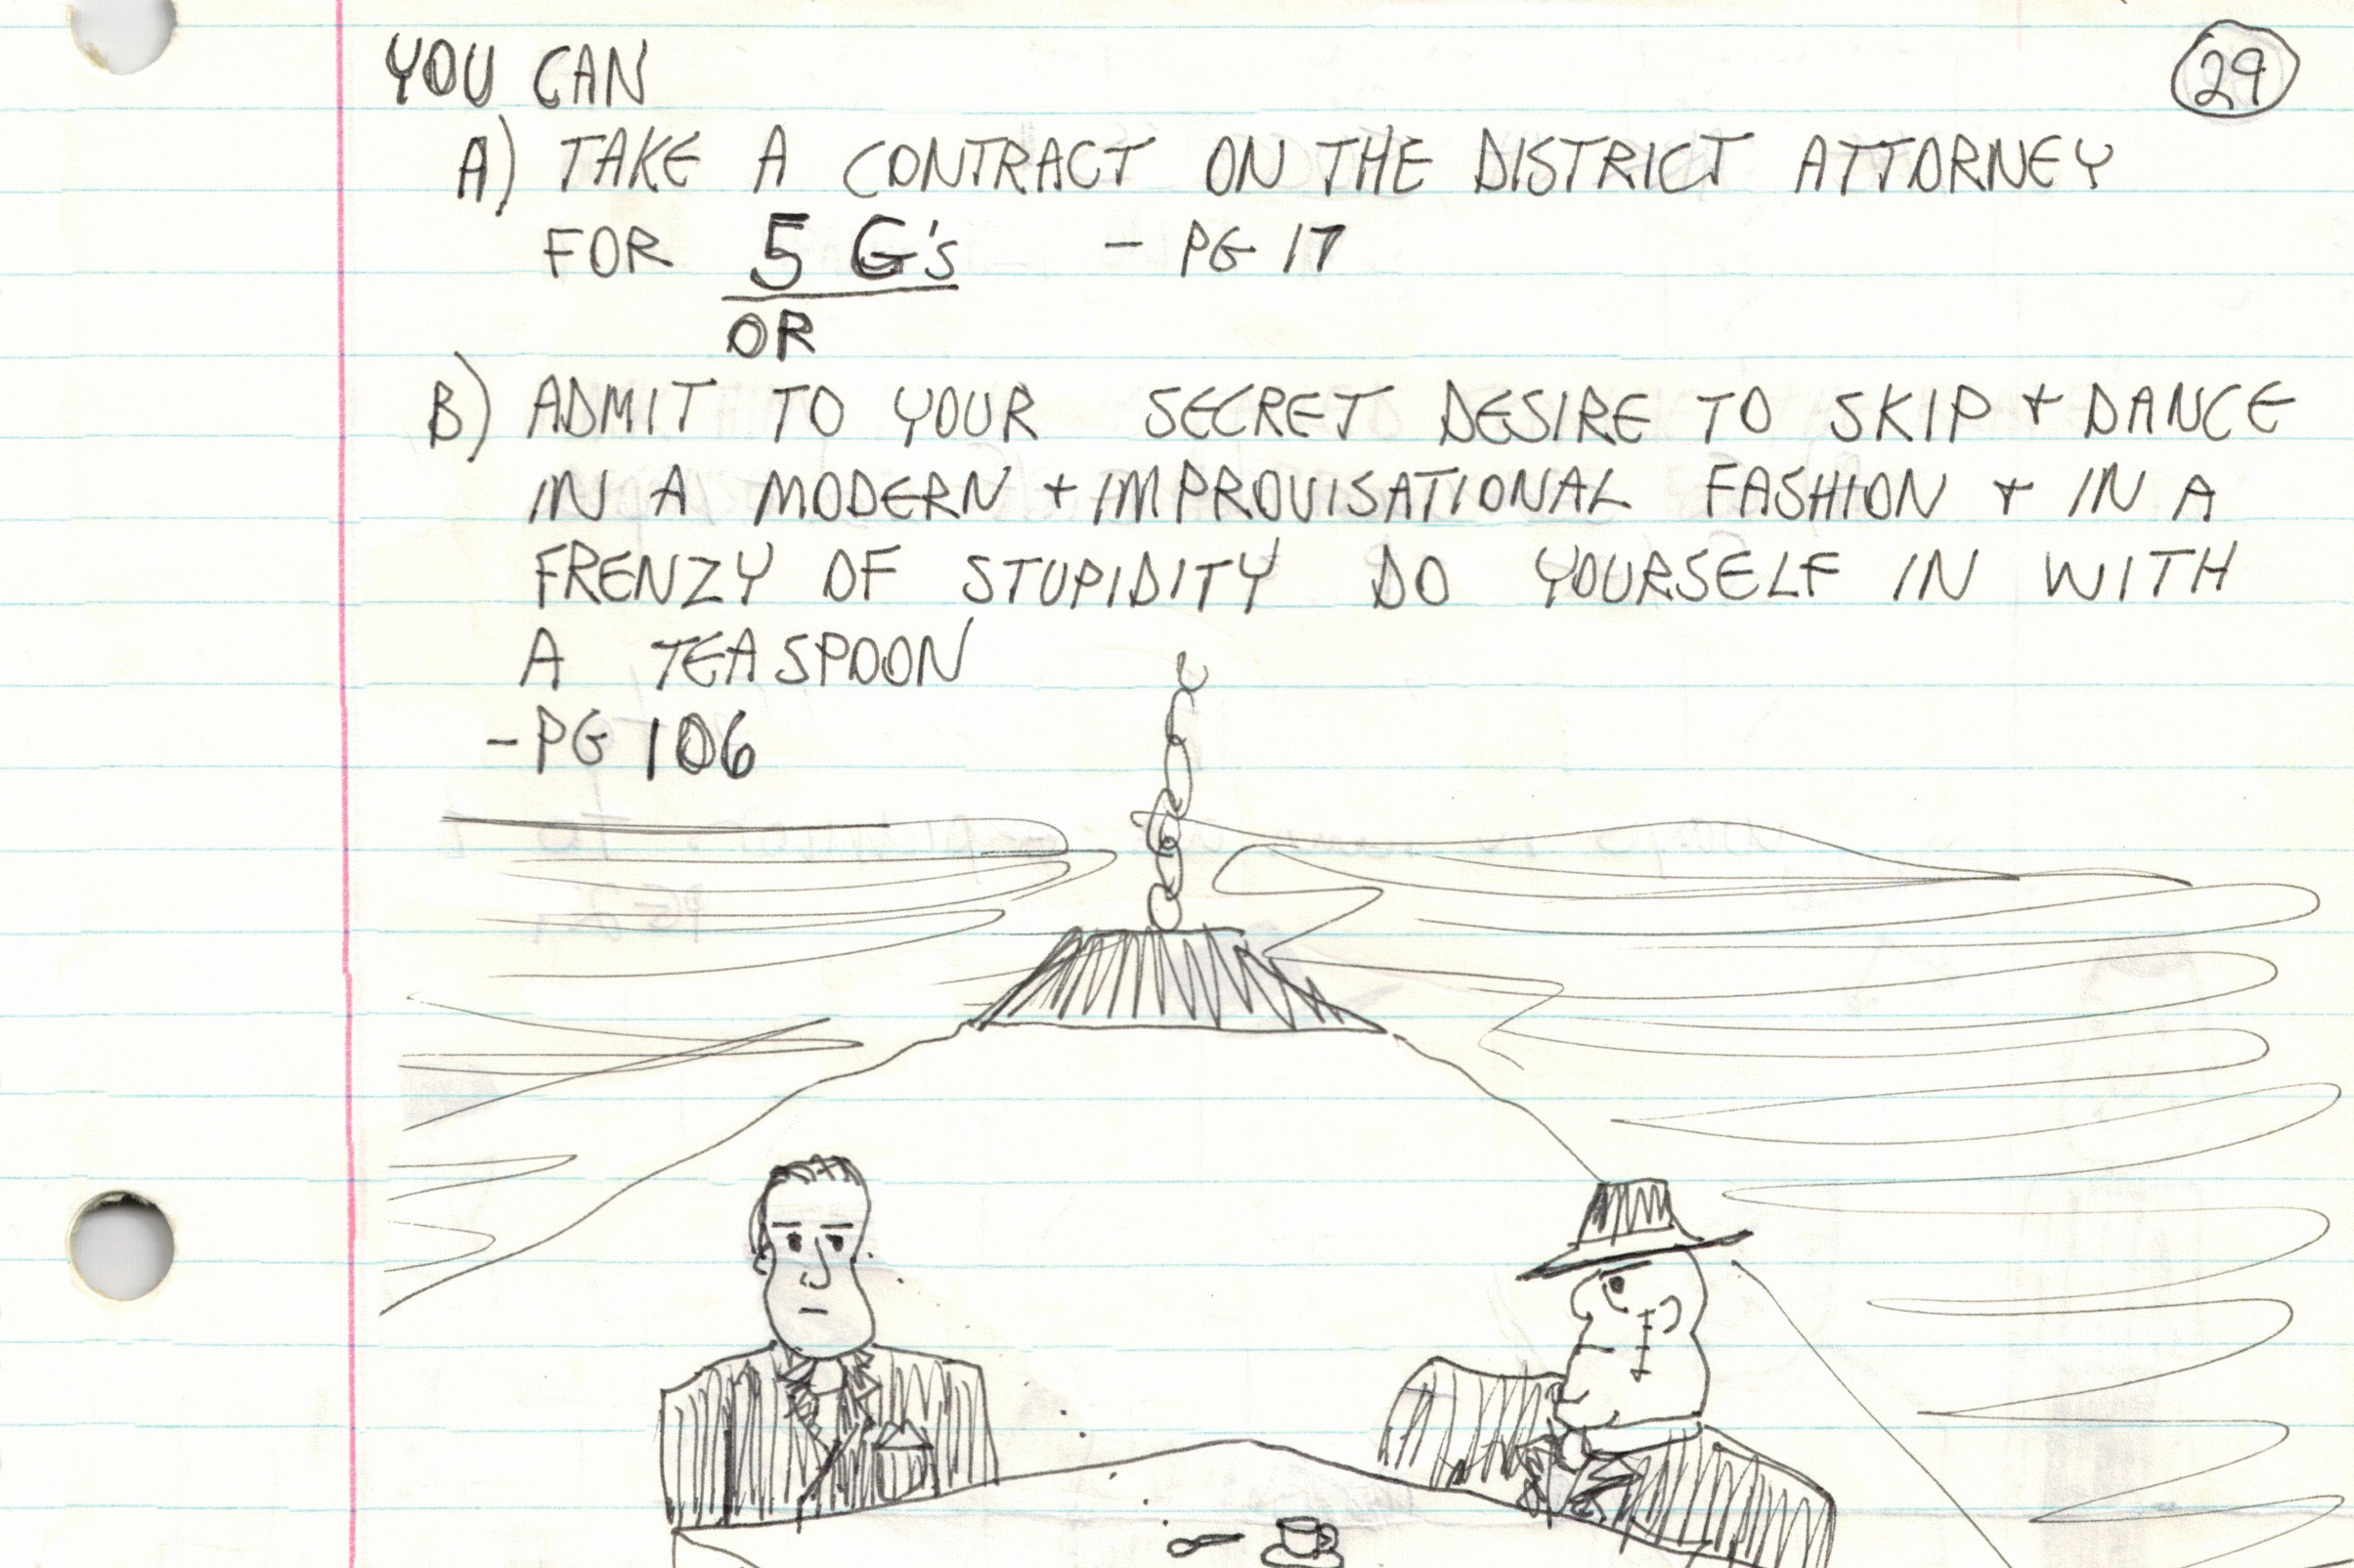 29
YOU CAN
A) TAKE A CONTRACT ON THE DISTRICT ATTORNEY
FOR 5 G's - PG 17
OR
B) ADMIT TO YOUR SECRET DESIRE TO SKIP + DANCE
IN A MODERN + IMPROVISATIONAL FASHION + IN A
FRENZY OF STUPIDITY DO YOURSELF IN WITH
A TEASPOON
- PG 106